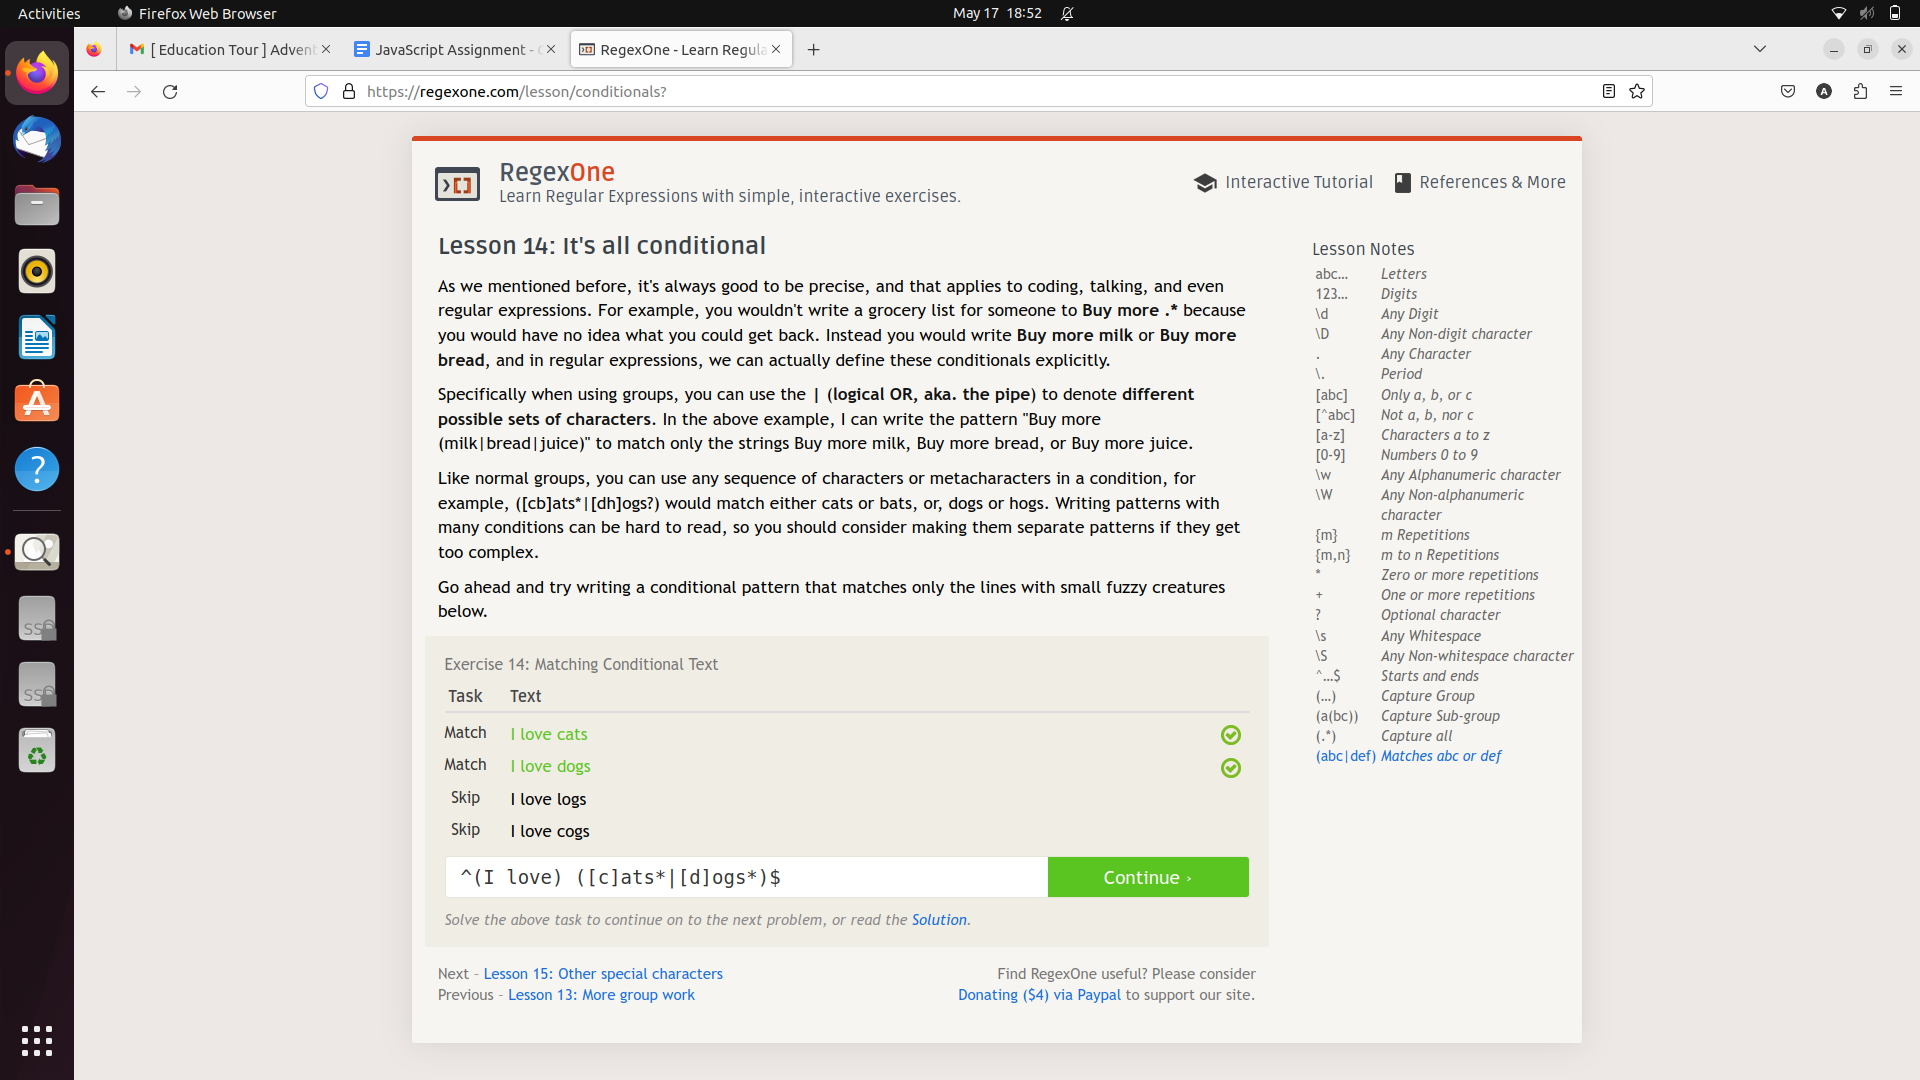 Activities
Firefox Web Browser
May 17 18:52
[ Education Tour ] Advent
JavaScript Assignment -
RegexOne - Learn Regula
https://regexone.com/lesson/conditionals?
RegexOne
Learn Regular Expressions with simple, interactive exercises.
Interactive Tutorial
References & More
Lesson 14: It's all conditional
As we mentioned before, it's always good to be precise, and that applies to coding, talking, and even
regular expressions. For example, you wouldn't write a grocery list for someone to Buy more .* because
you would have no idea what you could get back. Instead you would write Buy more milk or Buy more
bread, and in regular expressions, we can actually define these conditionals explicitly.
Specifically when using groups, you can use the | (logical OR, aka. the pipe) to denote different
possible sets of characters. In the above example, I can write the pattern "Buy more
(milk|bread|juice)" to match only the strings Buy more milk, Buy more bread, or Buy more juice.
Like normal groups, you can use any sequence of characters or metacharacters in a condition, for
example, ([cb]ats*|[dh]ogs?) would match either cats or bats, or, dogs or hogs. Writing patterns with
many conditions can be hard to read, so you should consider making them separate patterns if they get
too complex.
Go ahead and try writing a conditional pattern that matches only the lines with small fuzzy creatures
below.
Exercise 14: Matching Conditional Text
Task Text
Match I love cats
Match I love dogs
Skip I love logs
Skip I love cogs
^(I love) ([c]ats*|[d]ogs*)$
Continue ›
Solve the above task to continue on to the next problem, or read the Solution.
Next – Lesson 15: Other special characters
Previous – Lesson 13: More group work
Find RegexOne useful? Please consider
Donating ($4) via Paypal to support our site.
Lesson Notes
abc… Letters
123… Digits
\d Any Digit
\D Any Non-digit character
. Any Character
\. Period
[abc] Only a, b, or c
[^abc] Not a, b, nor c
[a-z] Characters a to z
[0-9] Numbers 0 to 9
\w Any Alphanumeric character
\W Any Non-alphanumeric
character
{m} m Repetitions
{m,n} m to n Repetitions
* Zero or more repetitions
+ One or more repetitions
? Optional character
\s Any Whitespace
\S Any Non-whitespace character
^…$ Starts and ends
(…) Capture Group
(a(bc)) Capture Sub-group
(.*) Capture all
(abc|def) Matches abc or def